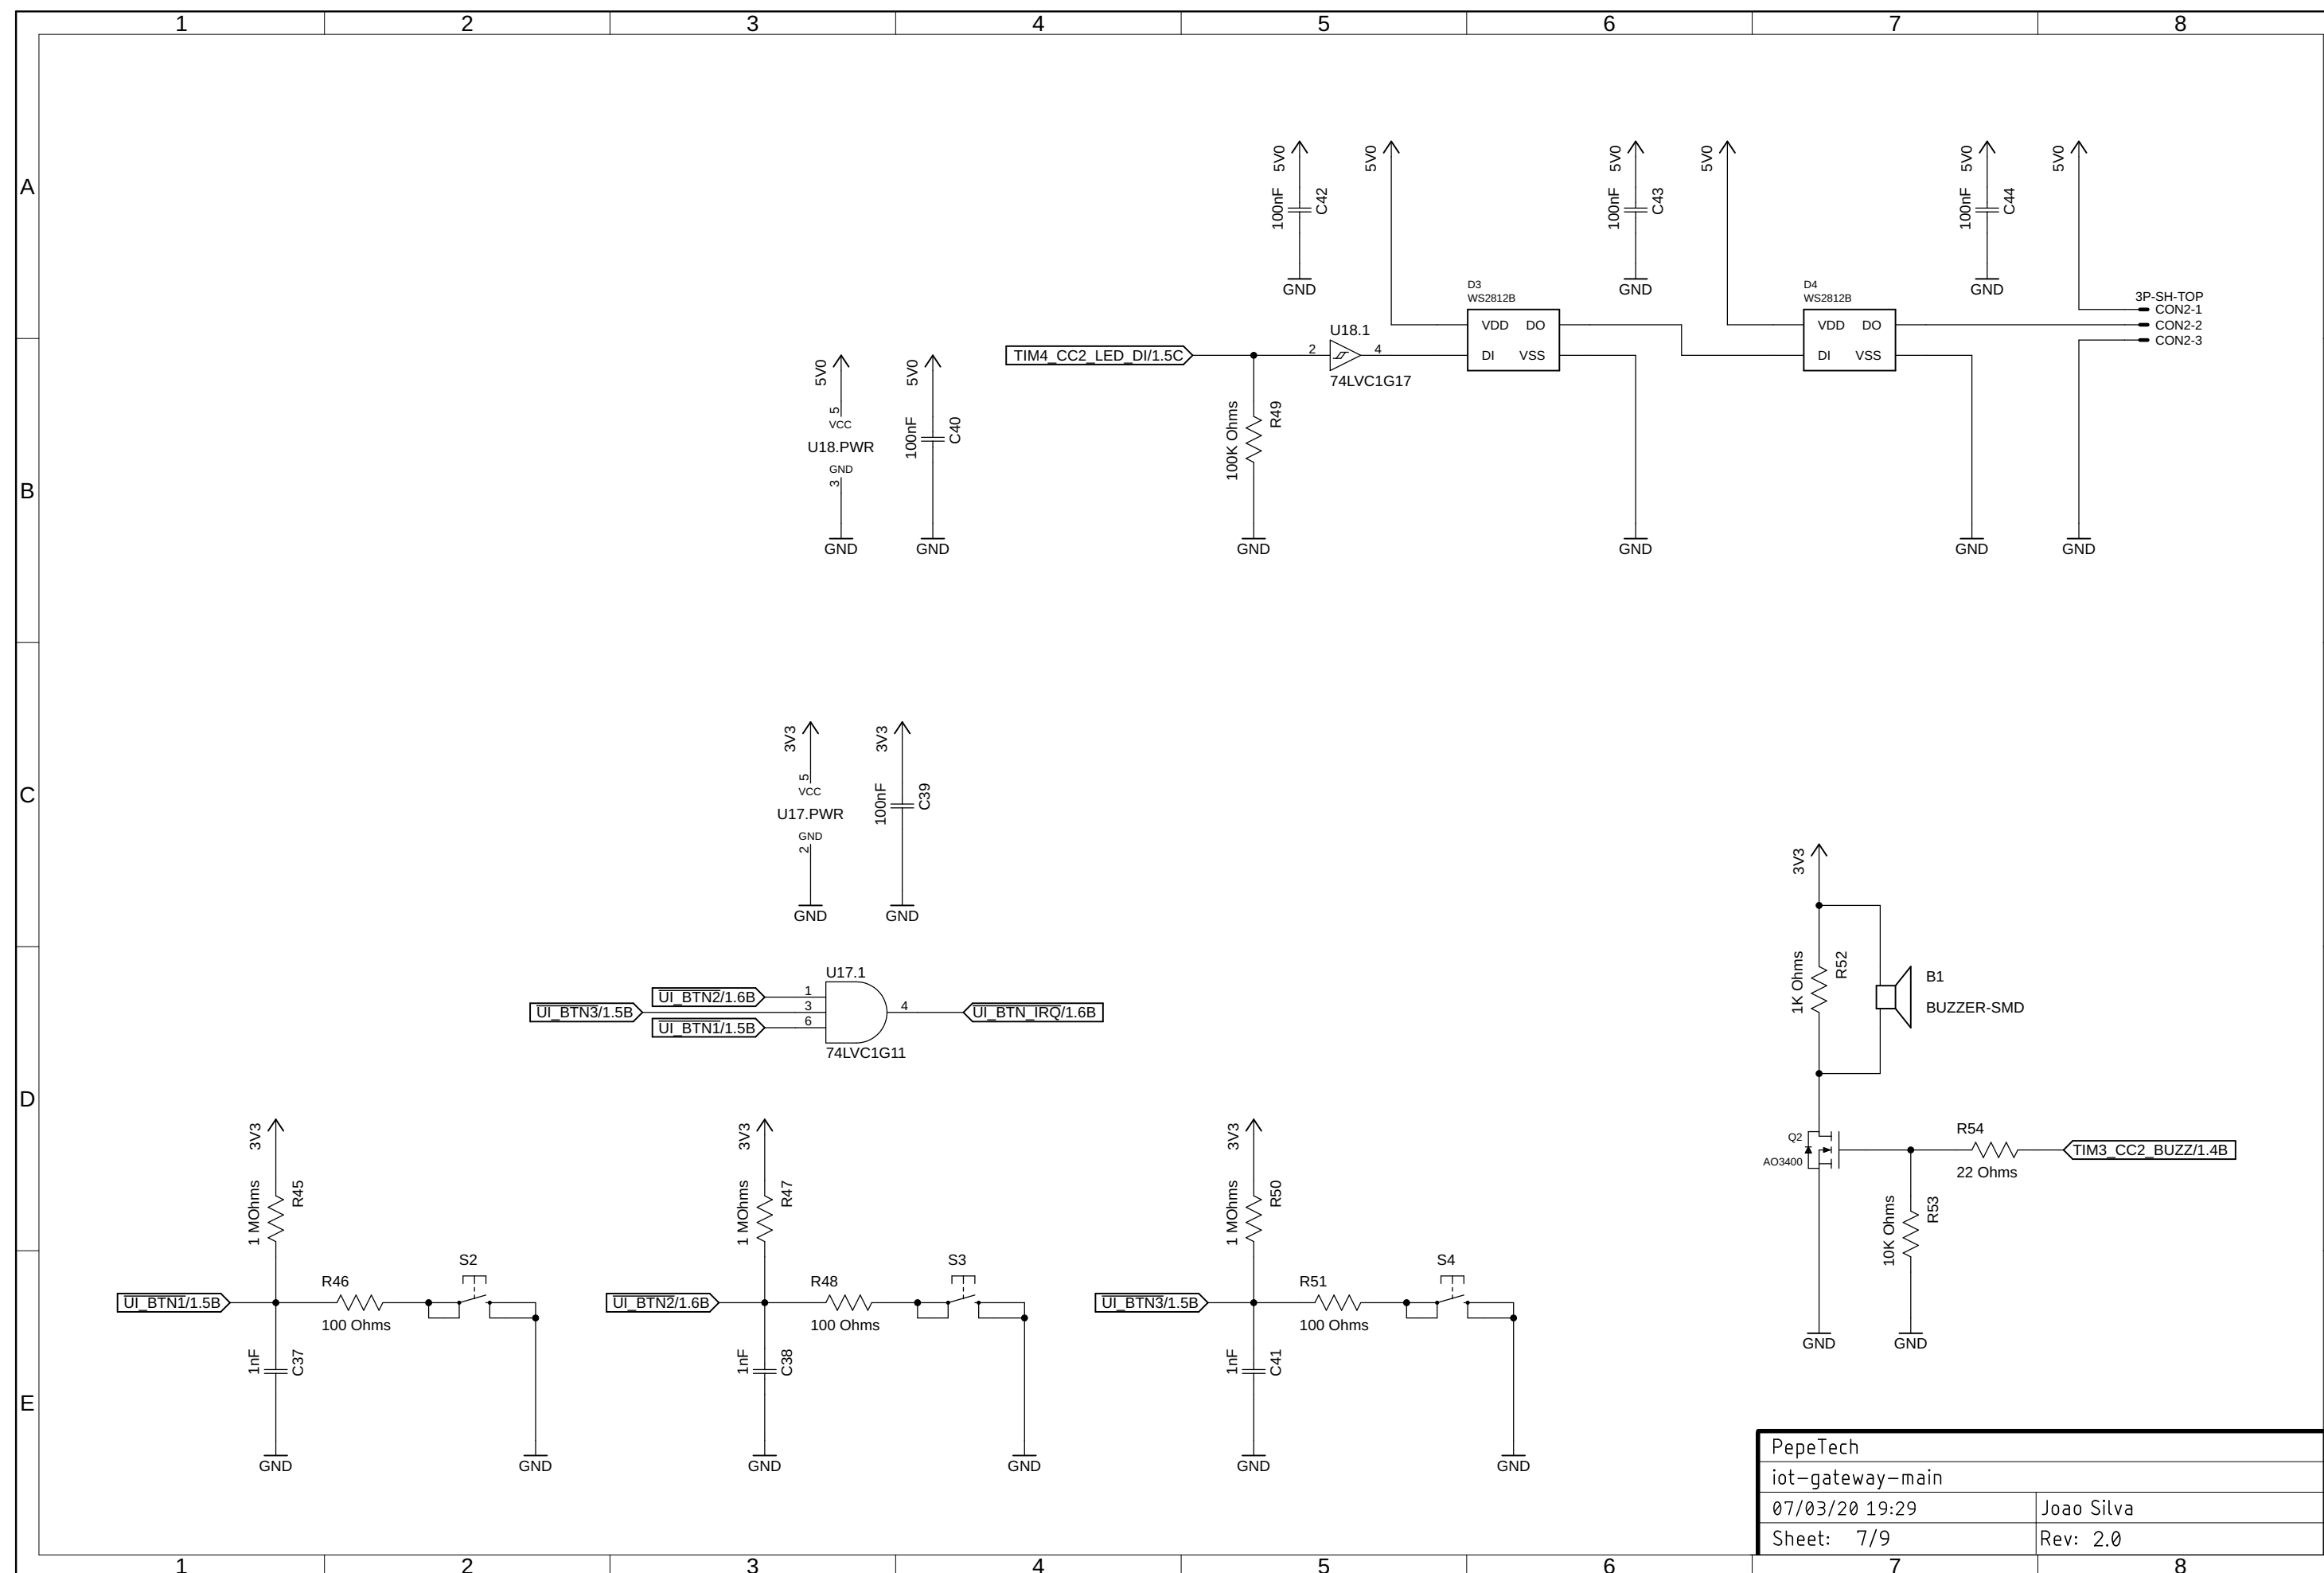 1 2 3 4 5 6 7 8
A
B
C
D
E
5V0
100nF
C42
GND
5V0
5V0
100nF
C43
GND
5V0
5V0
100nF
C44
GND
5V0
D3
WS2812B
VDD DO
DI VSS
D4
WS2812B
VDD DO
DI VSS
3P-SH-TOP
CON2-1
CON2-2
CON2-3
TIM4_CC2_LED_DI/1.5C
2
U18.1
4
74LVC1G17
100K Ohms
R49
GND
GND
GND
GND
5V0
5
VCC
U18.PWR
GND
3
GND
5V0
100nF
C40
GND
3V3
5
VCC
U17.PWR
GND
2
GND
3V3
100nF
C39
GND
U17.1
UI_BTN2/1.6B
1
UI_BTN3/1.5B
3
UI_BTN1/1.5B
6
4
UI_BTN_IRQ/1.6B
74LVC1G11
3V3
1K Ohms
R52
B1
BUZZER-SMD
Q2
AO3400
R54
22 Ohms
TIM3_CC2_BUZZ/1.4B
10K Ohms
R53
GND
GND
3V3
1 MOhms
R45
UI_BTN1/1.5B
R46
100 Ohms
S2
1nF
C37
GND
GND
3V3
1 MOhms
R47
UI_BTN2/1.6B
R48
100 Ohms
S3
1nF
C38
GND
GND
3V3
1 MOhms
R50
UI_BTN3/1.5B
R51
100 Ohms
S4
1nF
C41
GND
GND
PepeTech
iot-gateway-main
07/03/20 19:29 Joao Silva
Sheet: 7/9 Rev: 2.0
1 2 3 4 5 6 7 8